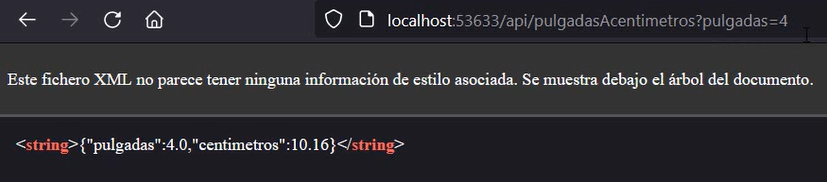 localhost:53633/api/pulgadasAcentimetros?pulgadas=4
Este fichero XML no parece tener ninguna información de estilo asociada. Se muestra debajo el árbol del documento.
<string>{"pulgadas":4.0,"centimetros":10.16}</string>